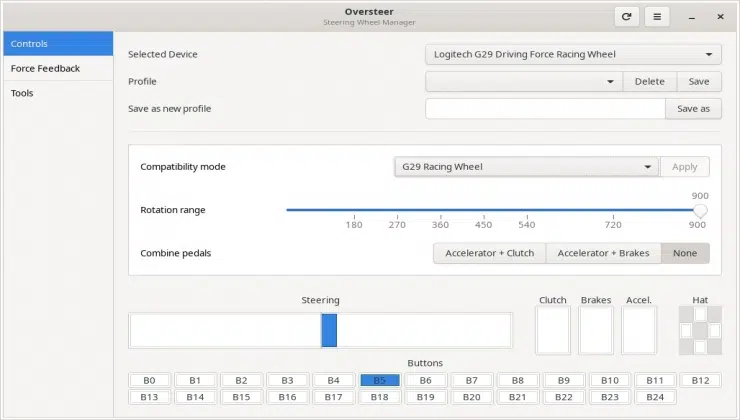 Oversteer
Steering Wheel Manager
Controls
Force Feedback
Tools
Selected Device Logitech G29 Driving Force Racing Wheel
Profile Delete Save
Save as new profile Save as
Compatibility mode G29 Racing Wheel Apply
900
Rotation range
180 270 360 450 540 720 900
Combine pedals Accelerator + Clutch Accelerator + Brakes None
Steering Clutch Brakes Accel. Hat
Buttons
B0 B1 B2 B3 B4 B5 B6 B7 B8 B9 B10 B11 B12
B13 B14 B15 B16 B17 B18 B19 B20 B21 B22 B23 B24